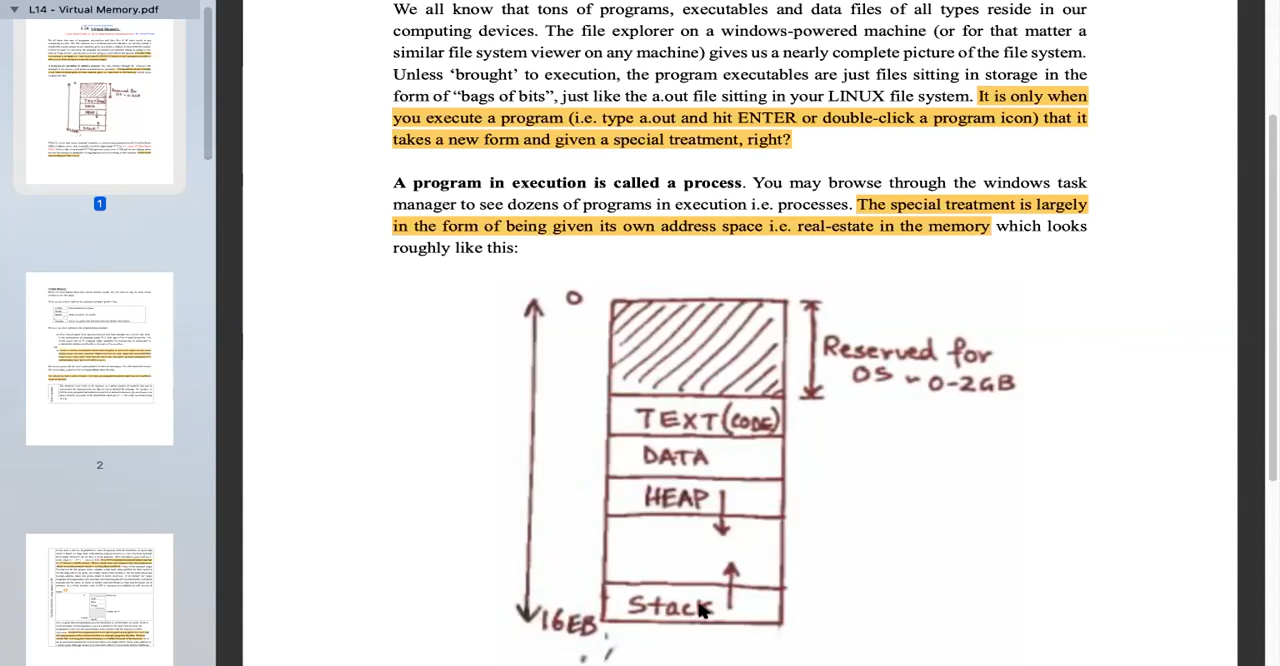 L14 - Virtual Memory.pdf
1
2
We all know that tons of programs, executables and data files of all types reside in our
computing devices. The file explorer on a windows-powered machine (or for that matter a
similar file system explorer on any machine) gives you the complete picture of the file system.
Unless ‘brought’ to execution, the program executables are just files sitting in storage in the
form of “bags of bits”, just like the a.out file sitting in your LINUX file system. It is only when
you execute a program (i.e. type a.out and hit ENTER or double-click a program icon) that it
takes a new form and given a special treatment, right?
A program in execution is called a process. You may browse through the windows task
manager to see dozens of programs in execution i.e. processes. The special treatment is largely
in the form of being given its own address space i.e. real-estate in the memory which looks
roughly like this:
0
Reserved for
OS ~ 0-2GB
TEXT(CODE)
DATA
HEAP
Stack
16EB